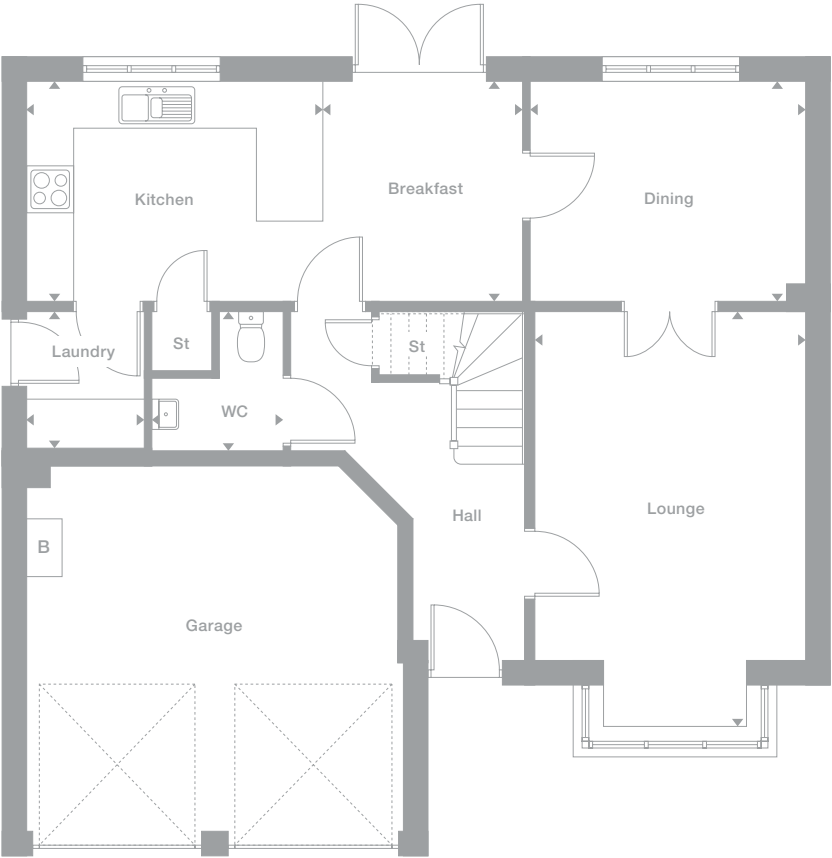 Kitchen
Breakfast
Dining
Laundry
St
St
WC
Hall
Lounge
B
Garage